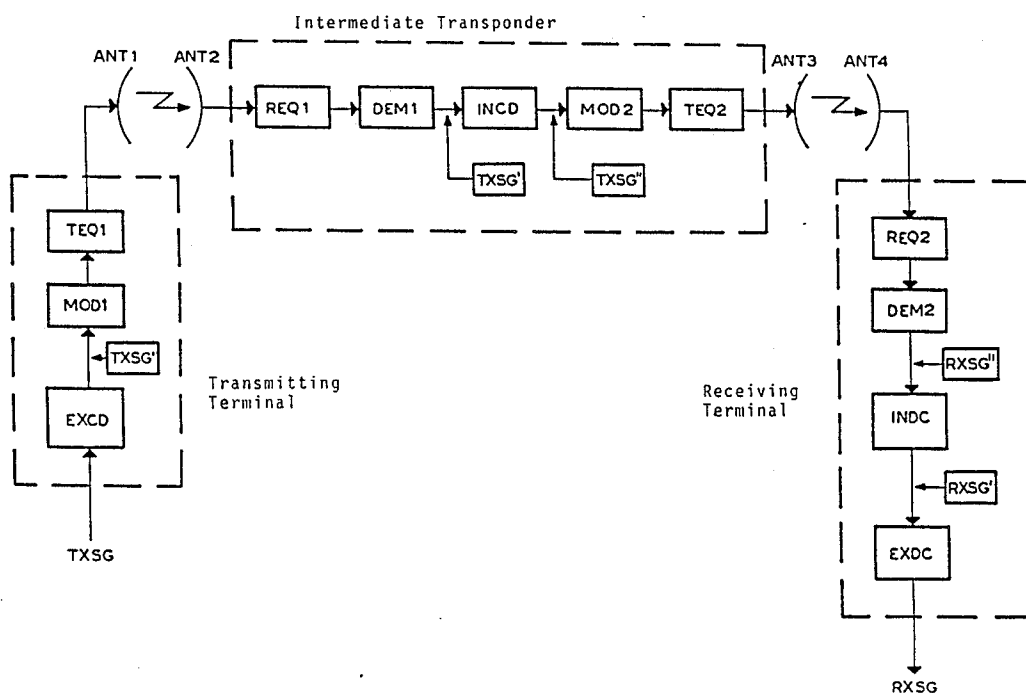 Intermediate Transponder
ANT1
ANT2
ANT3
ANT4
REQ1
DEM1
INCD
MOD2
TEQ2
TXSG'
TXSG"
TEQ1
MOD1
TXSG'
EXCD
Transmitting
Terminal
TXSG
REQ2
DEM2
RXSG"
Receiving
Terminal
INDC
RXSG'
EXDC
RXSG